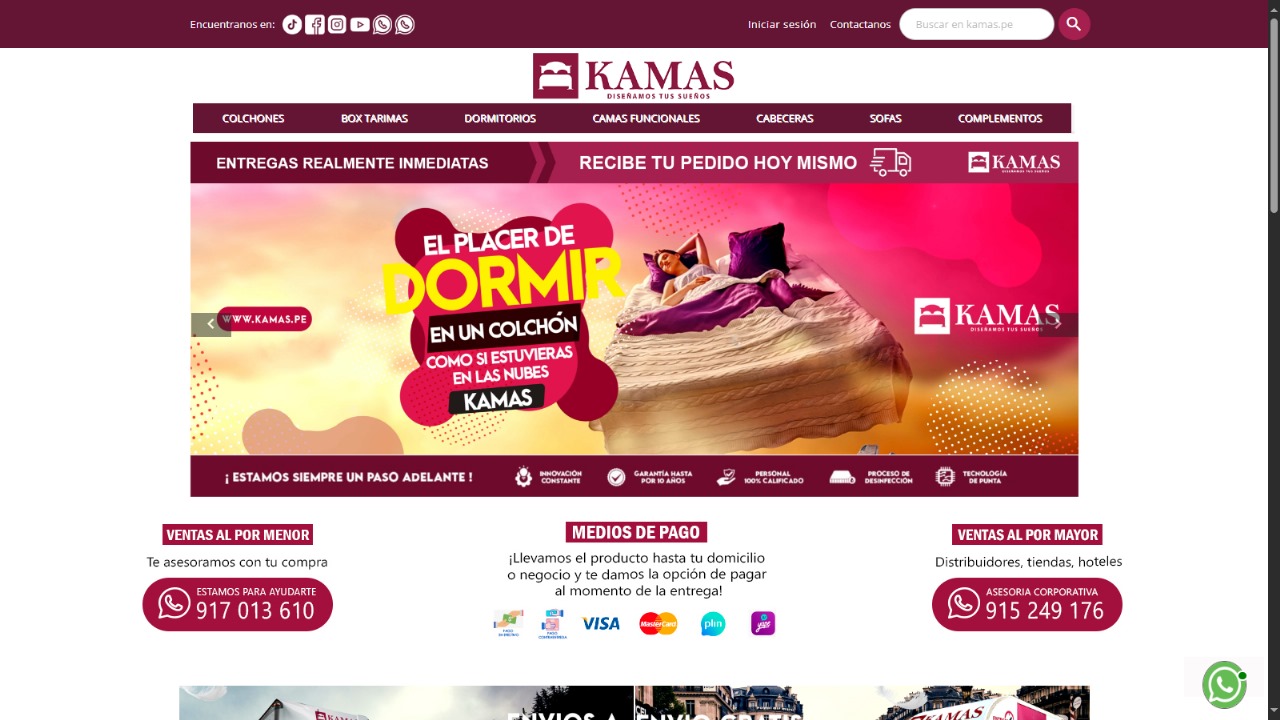 Encuentranos en:
Iniciar sesión
Contactanos
Buscar en kamas.pe
KAMAS
DISEÑAMOS TUS SUEÑOS
COLCHONES
BOX TARIMAS
DORMITORIOS
CAMAS FUNCIONALES
CABECERAS
SOFAS
COMPLEMENTOS
ENTREGAS REALMENTE INMEDIATAS
RECIBE TU PEDIDO HOY MISMO
KAMAS
DISEÑAMOS TUS SUEÑOS
EL PLACER DE
DORMIR
EN UN COLCHÓN
COMO SI ESTUVIERAS
EN LAS NUBES
KAMAS
WWW.KAMAS.PE
KAMAS
DISEÑAMOS TUS SUEÑOS
¡ ESTAMOS SIEMPRE UN PASO ADELANTE !
INNOVACIÓN
CONSTANTE
GARANTÍA HASTA
POR 10 AÑOS
PERSONAL
100% CALIFICADO
PROCESO DE
DESINFECCIÓN
TECNOLOGÍA
DE PUNTA
VENTAS AL POR MENOR
Te asesoramos con tu compra
ESTAMOS PARA AYUDARTE
917 013 610
MEDIOS DE PAGO
¡Llevamos el producto hasta tu domicilio
o negocio y te damos la opción de pagar
al momento de la entrega!
VISA
MasterCard
plin
yape
VENTAS AL POR MAYOR
Distribuidores, tiendas, hoteles
ASESORIA CORPORATIVA
915 249 176
ENVIOS A
ENVIO GRATIS
KAMAS